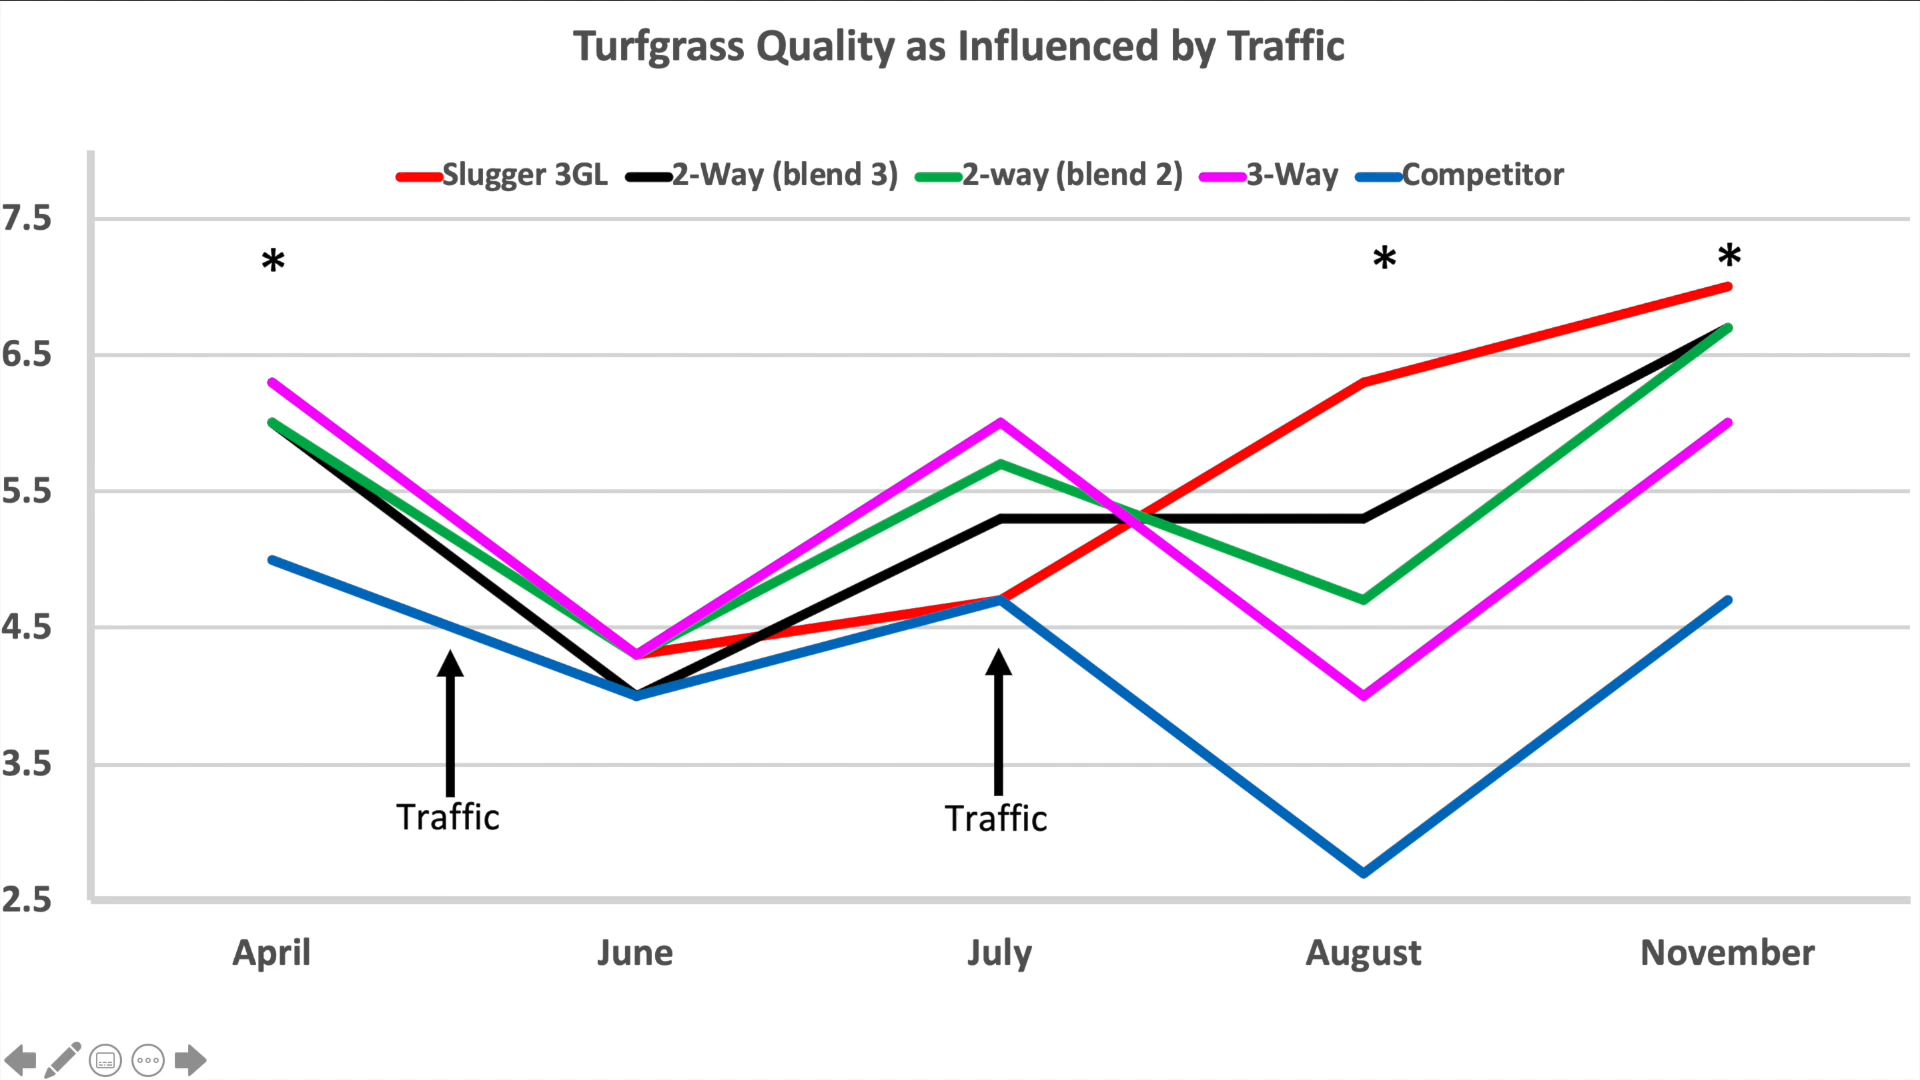 Turfgrass Quality as Influenced by Traffic
Slugger 3GL 2-Way (blend 3) 2-way (blend 2) 3-Way Competitor
7.5
* * *
6.5
5.5
4.5
3.5
Traffic Traffic
2.5
April June July August November